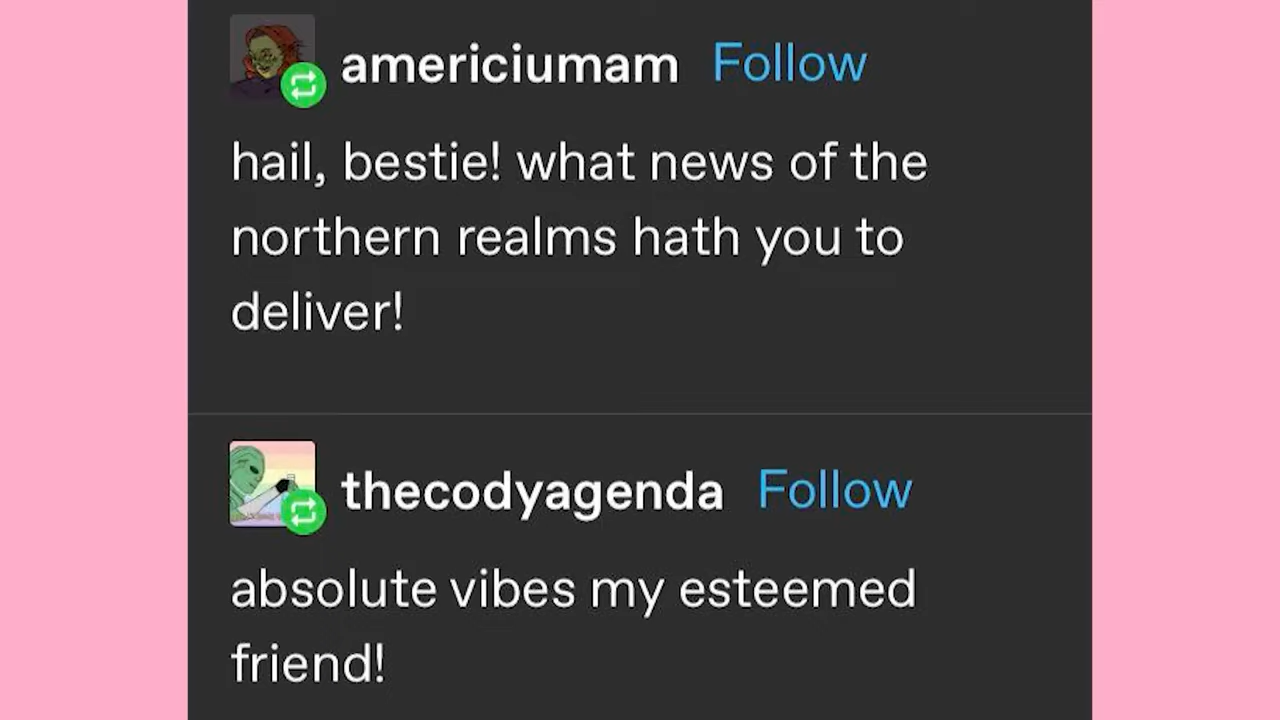 americiumam Follow
hail, bestie! what news of the
northern realms hath you to
deliver!
thecodyagenda Follow
absolute vibes my esteemed
friend!